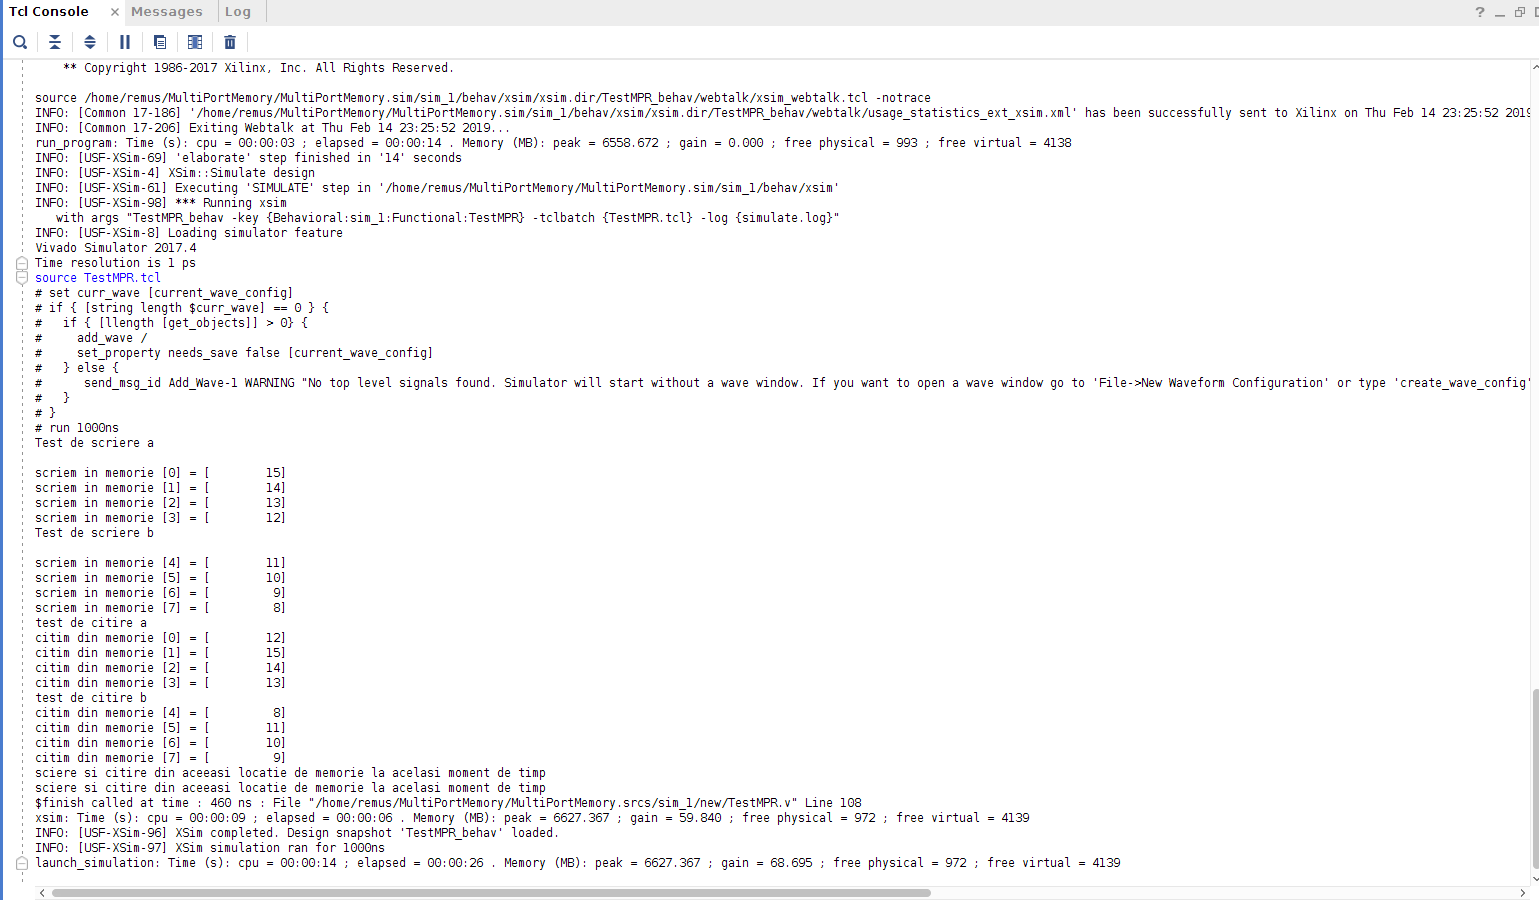 Tcl Console × Messages Log
? _
** Copyright 1986-2017 Xilinx, Inc. All Rights Reserved.
source /home/remus/MultiPortMemory/MultiPortMemory.sim/sim_1/behav/xsim/xsim.dir/TestMPR_behav/webtalk/xsim_webtalk.tcl -notrace
INFO: [Common 17-186] '/home/remus/MultiPortMemory/MultiPortMemory.sim/sim_1/behav/xsim/xsim.dir/TestMPR_behav/webtalk/usage_statistics_ext_xsim.xml' has been successfully sent to Xilinx on Thu Feb 14 23:25:52 2019
INFO: [Common 17-206] Exiting Webtalk at Thu Feb 14 23:25:52 2019...
run_program: Time (s): cpu = 00:00:03 ; elapsed = 00:00:14 . Memory (MB): peak = 6558.672 ; gain = 0.000 ; free physical = 993 ; free virtual = 4138
INFO: [USF-XSim-69] 'elaborate' step finished in '14' seconds
INFO: [USF-XSim-4] XSim::Simulate design
INFO: [USF-XSim-61] Executing 'SIMULATE' step in '/home/remus/MultiPortMemory/MultiPortMemory.sim/sim_1/behav/xsim'
INFO: [USF-XSim-98] *** Running xsim
with args "TestMPR_behav -key {Behavioral:sim_1:Functional:TestMPR} -tclbatch {TestMPR.tcl} -log {simulate.log}"
INFO: [USF-XSim-8] Loading simulator feature
Vivado Simulator 2017.4
Time resolution is 1 ps
source TestMPR.tcl
# set curr_wave [current_wave_config]
# if { [string length $curr_wave] == 0 } {
#   if { [llength [get_objects]] > 0} {
#     add_wave /
#     set_property needs_save false [current_wave_config]
#   } else {
#      send_msg_id Add_Wave-1 WARNING "No top level signals found. Simulator will start without a wave window. If you want to open a wave window go to 'File->New Waveform Configuration' or type 'create_wave_config'
#   }
# }
# run 1000ns
Test de scriere a
scriem in memorie [0] = [        15]
scriem in memorie [1] = [        14]
scriem in memorie [2] = [        13]
scriem in memorie [3] = [        12]
Test de scriere b
scriem in memorie [4] = [        11]
scriem in memorie [5] = [        10]
scriem in memorie [6] = [         9]
scriem in memorie [7] = [         8]
test de citire a
citim din memorie [0] = [        12]
citim din memorie [1] = [        15]
citim din memorie [2] = [        14]
citim din memorie [3] = [        13]
test de citire b
citim din memorie [4] = [         8]
citim din memorie [5] = [        11]
citim din memorie [6] = [        10]
citim din memorie [7] = [         9]
sciere si citire din aceeasi locatie de memorie la acelasi moment de timp
sciere si citire din aceeasi locatie de memorie la acelasi moment de timp
$finish called at time : 460 ns : File "/home/remus/MultiPortMemory/MultiPortMemory.srcs/sim_1/new/TestMPR.v" Line 108
xsim: Time (s): cpu = 00:00:09 ; elapsed = 00:00:06 . Memory (MB): peak = 6627.367 ; gain = 59.840 ; free physical = 972 ; free virtual = 4139
INFO: [USF-XSim-96] XSim completed. Design snapshot 'TestMPR_behav' loaded.
INFO: [USF-XSim-97] XSim simulation ran for 1000ns
launch_simulation: Time (s): cpu = 00:00:14 ; elapsed = 00:00:26 . Memory (MB): peak = 6627.367 ; gain = 68.695 ; free physical = 972 ; free virtual = 4139